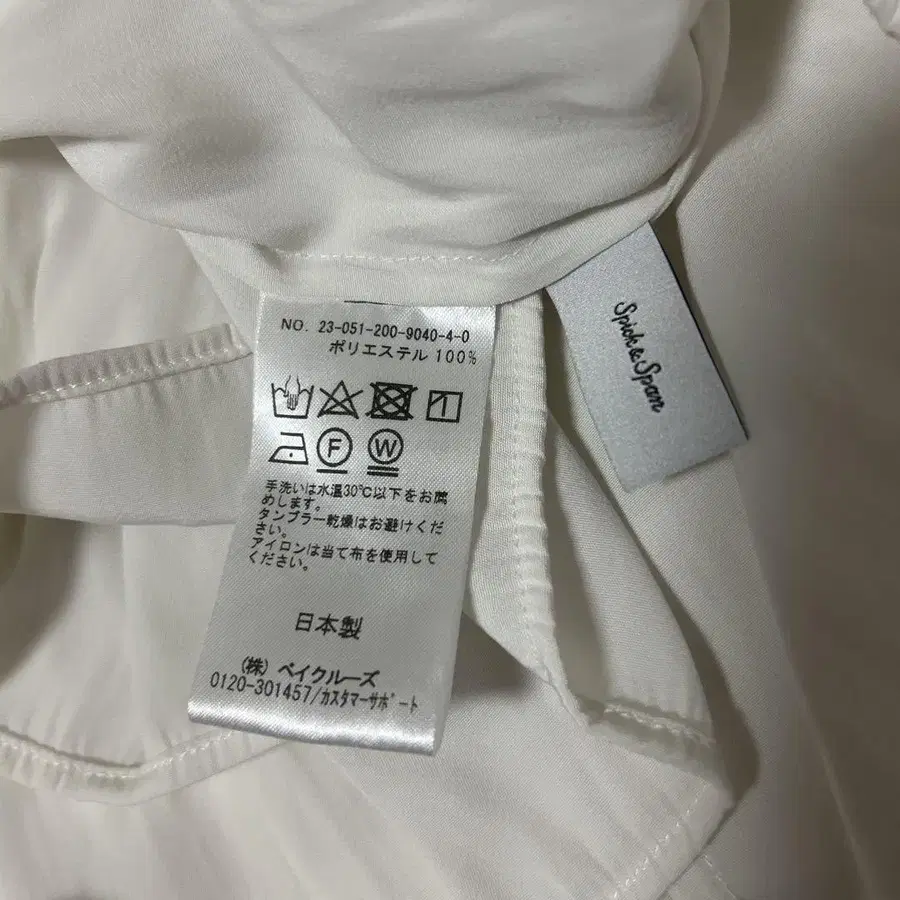 NO. 23-051-200-9040-4-0
ポリエステル 100%
F W
手洗いは水温30℃以下をお薦
めします。
タンブラー乾燥はお避けくだ
さい。
アイロンは当て布を使用して
ください。
日本製
(株) ベイクルーズ
0120-301457/カスタマーサポート
Spick & Span